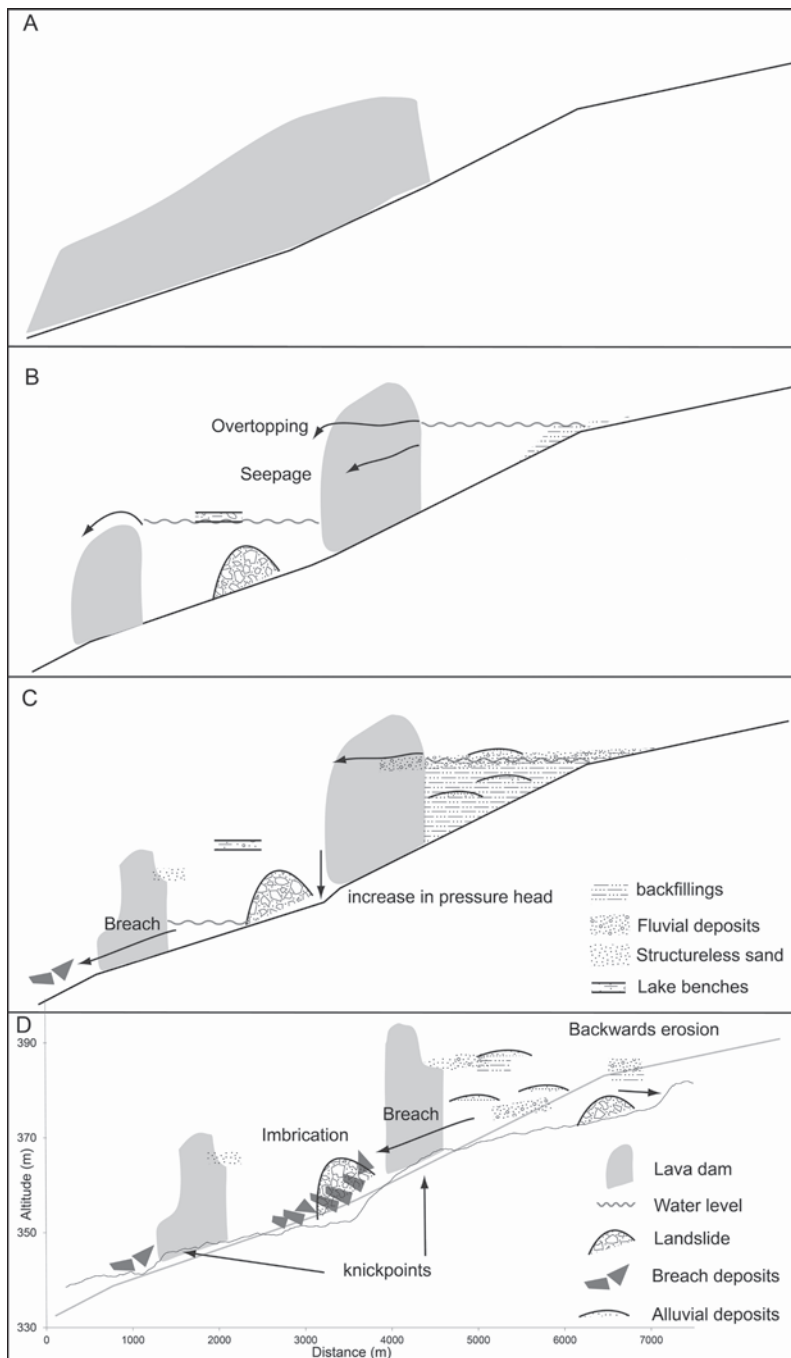 A
B
Overtopping
Seepage
C
increase in pressure head
Breach
backfillings
Fluvial deposits
Structureless sand
Lake benches
D
Backwards erosion
390
Breach
Imbrication
370
Altitude (m)
Lava dam
Water level
350
Landslide
knickpoints
Breach deposits
Alluvial deposits
330
0 1000 2000 3000 4000 5000 6000 7000
Distance (m)